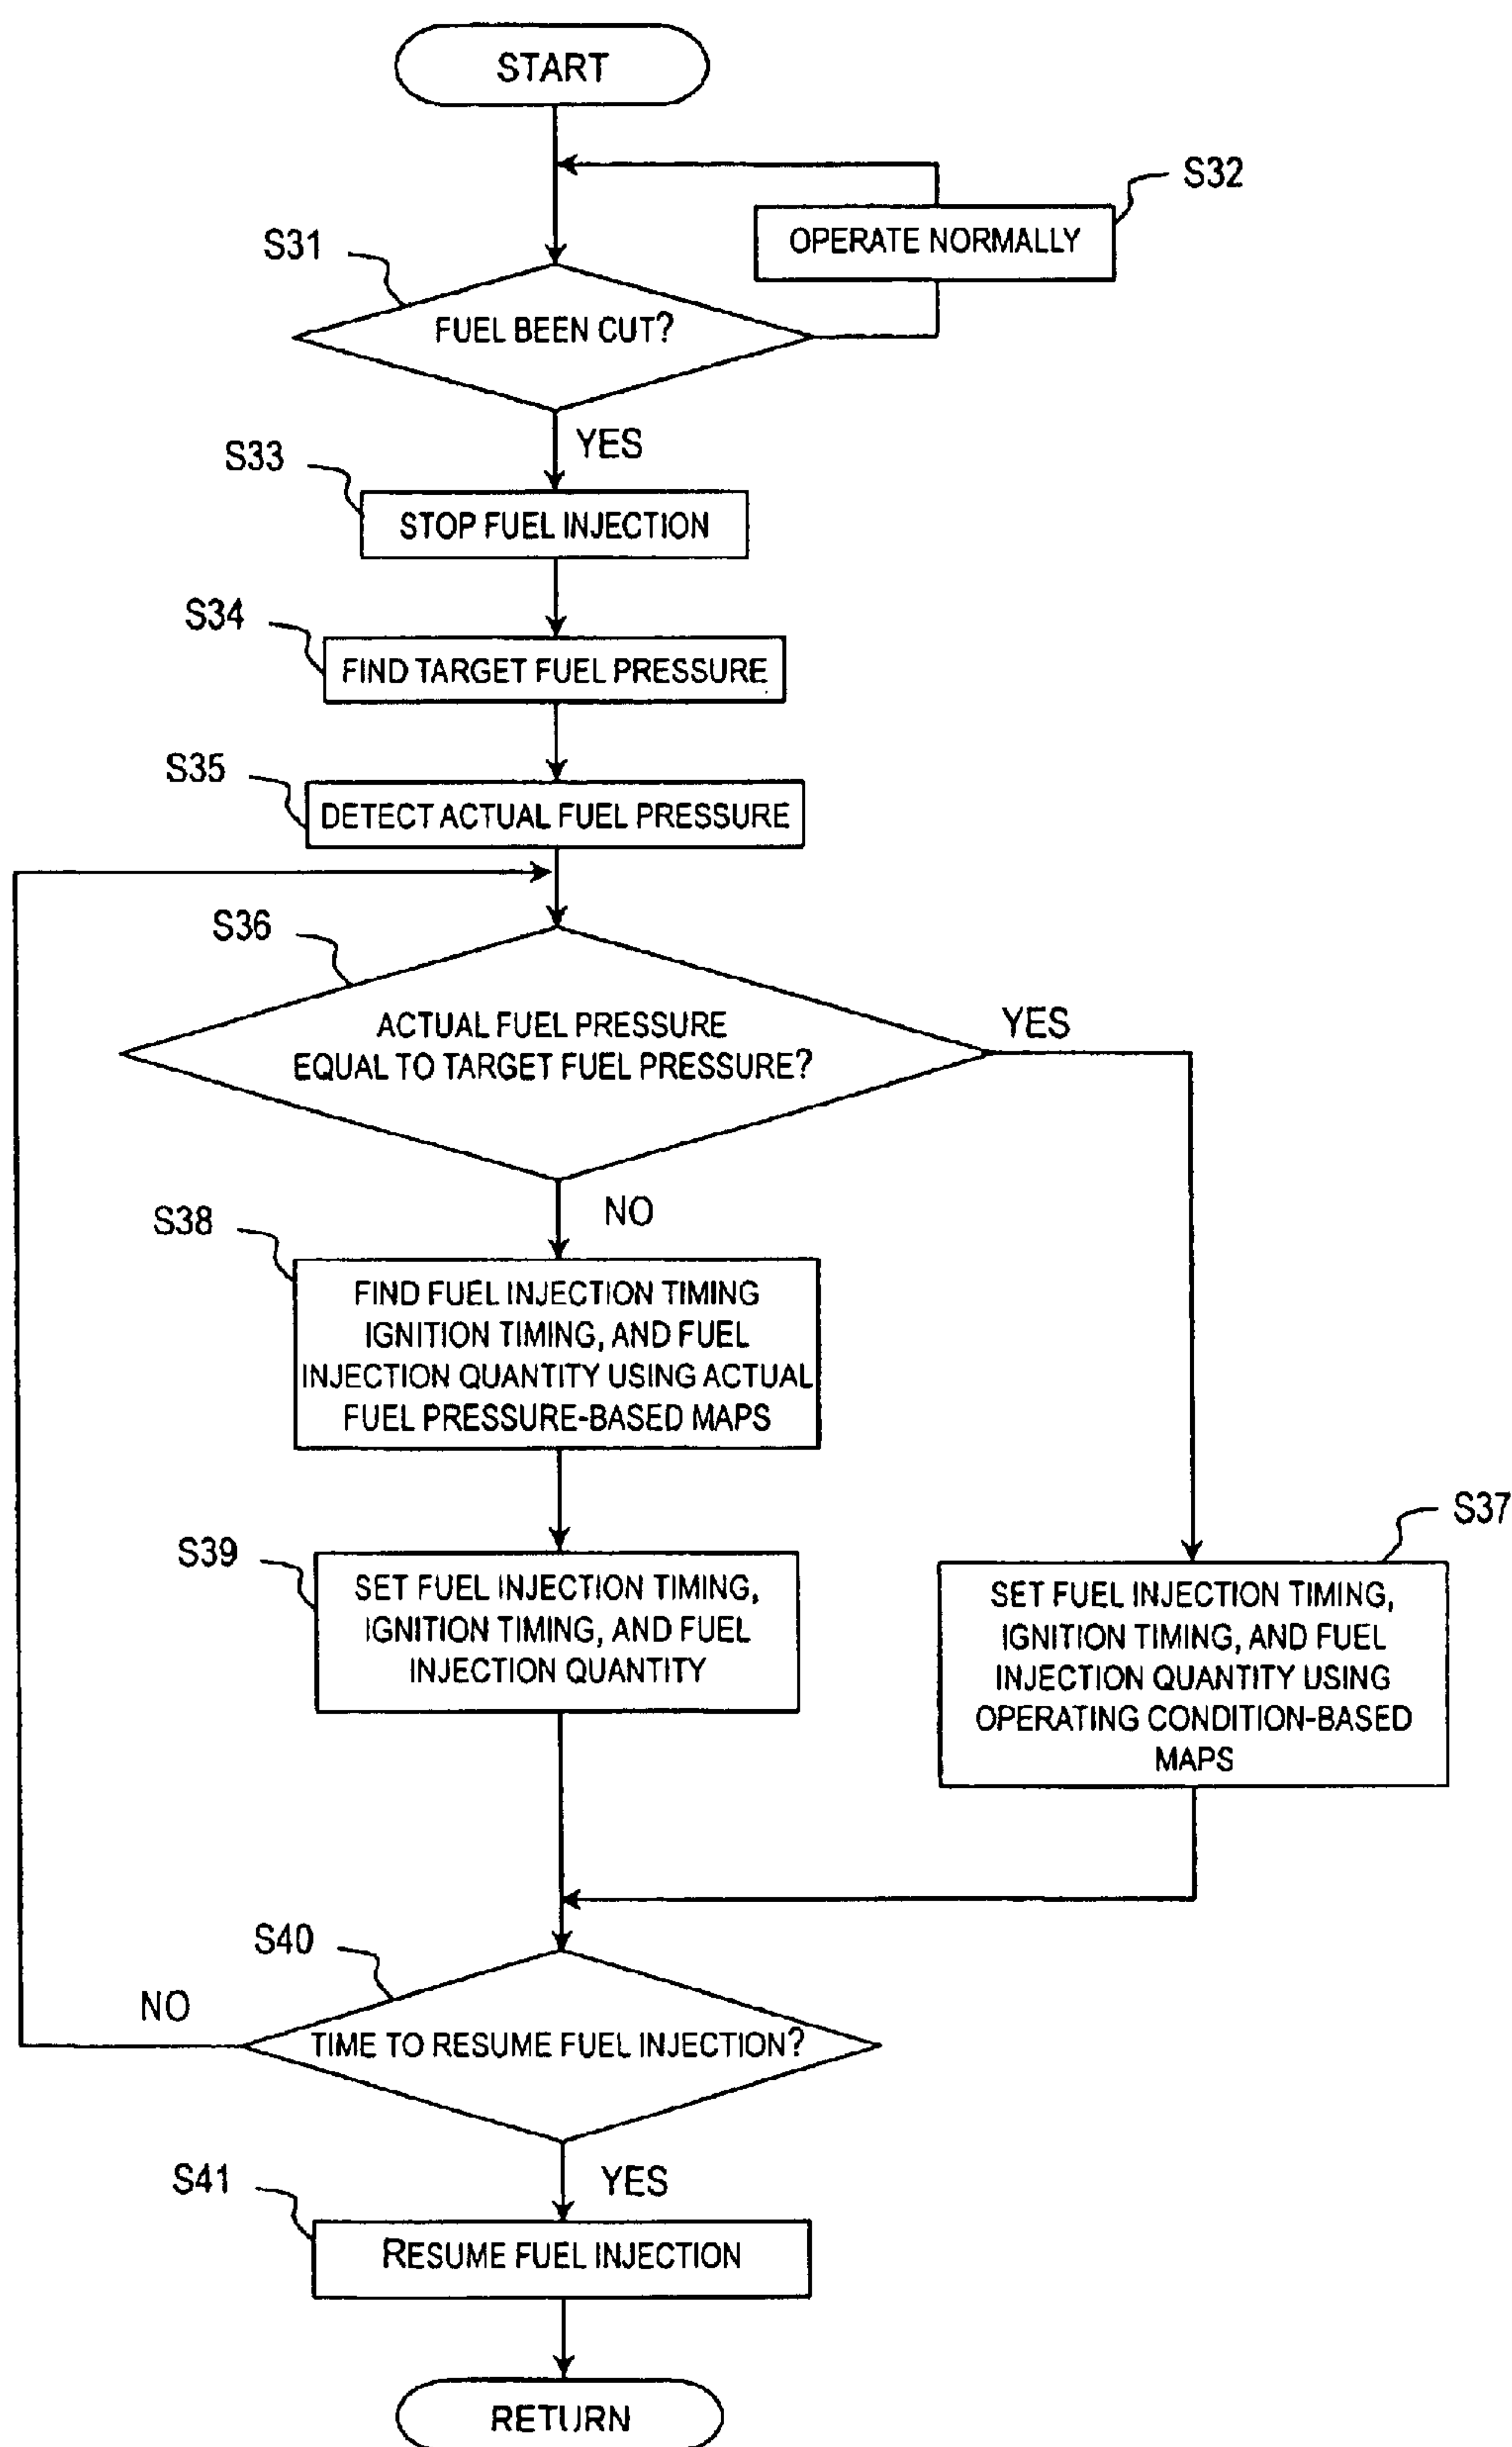 START
S32
OPERATE NORMALLY
S31
FUEL BEEN CUT?
YES
S33
STOP FUEL INJECTION
S34
FIND TARGET FUEL PRESSURE
S35
DETECT ACTUAL FUEL PRESSURE
S36
ACTUAL FUEL PRESSURE
EQUAL TO TARGET FUEL PRESSURE?
YES
NO
S38
FIND FUEL INJECTION TIMING
IGNITION TIMING, AND FUEL
INJECTION QUANTITY USING ACTUAL
FUEL PRESSURE-BASED MAPS
S37
SET FUEL INJECTION TIMING,
IGNITION TIMING, AND FUEL
INJECTION QUANTITY USING
OPERATING CONDITION-BASED
MAPS
S39
SET FUEL INJECTION TIMING,
IGNITION TIMING, AND FUEL
INJECTION QUANTITY
S40
NO
TIME TO RESUME FUEL INJECTION?
YES
S41
RESUME FUEL INJECTION
RETURN